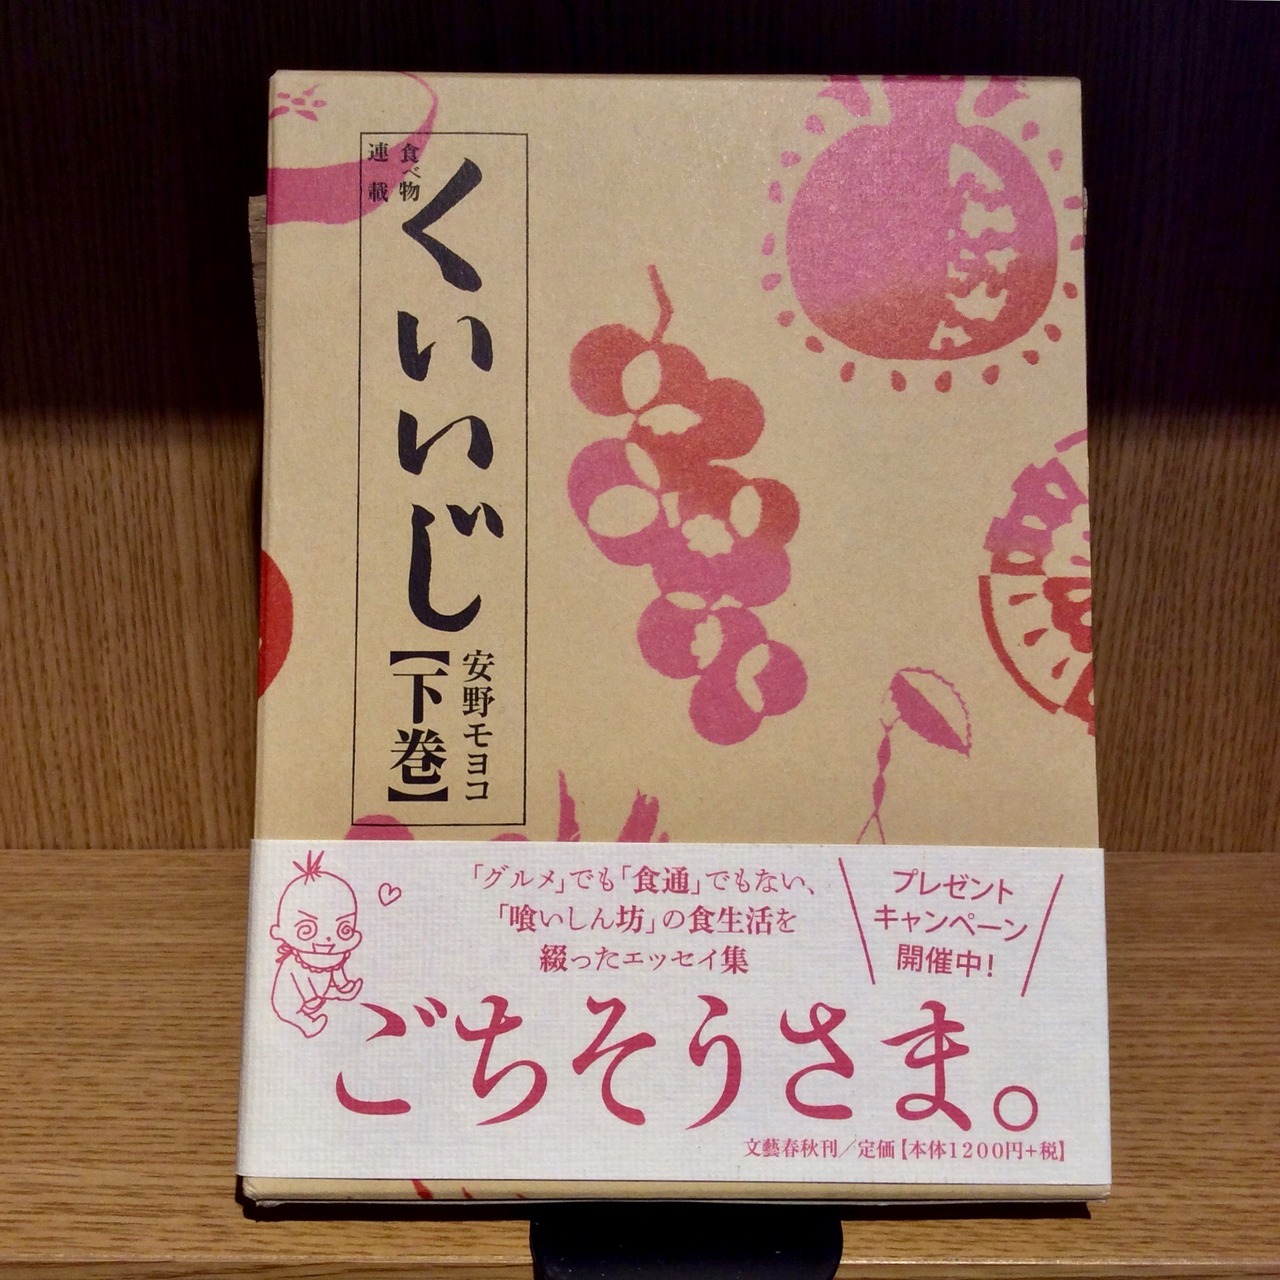 食べ物
連載
くいいじ
安野モヨコ
【下巻】
「グルメ」でも「食通」でもない、
「喰いしん坊」の食生活を
綴ったエッセイ集
プレゼント
キャンペーン
開催中!
ごちそうさま。
文藝春秋刊/定価【本体1200円+税】